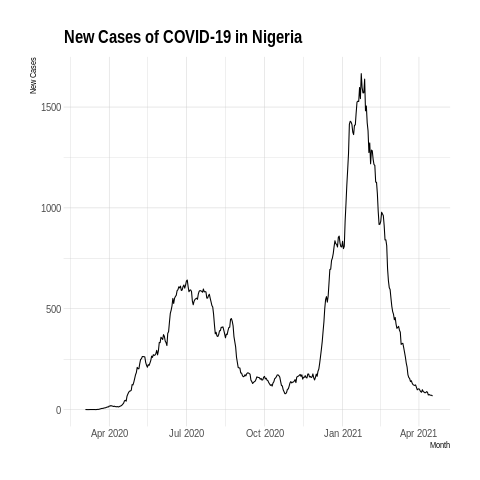 New Cases of COVID-19 in Nigeria
New Cases
1500
1000
500
0
Apr 2020
Jul 2020
Oct 2020
Jan 2021
Apr 2021
Month